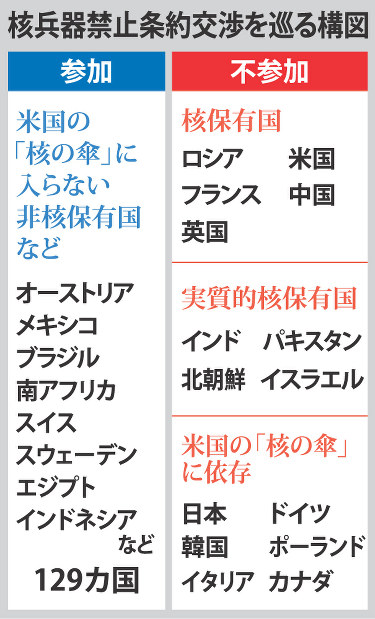 核兵器禁止条約交渉を巡る構図
参加
米国の
「核の傘」に
入らない
非核保有国
など
オーストリア
メキシコ
ブラジル
南アフリカ
スイス
スウェーデン
エジプト
インドネシア
など
129カ国
不参加
核保有国
ロシア 米国
フランス 中国
英国
実質的核保有国
インド パキスタン
北朝鮮 イスラエル
米国の「核の傘」
に依存
日本 ドイツ
韓国 ポーランド
イタリア カナダ